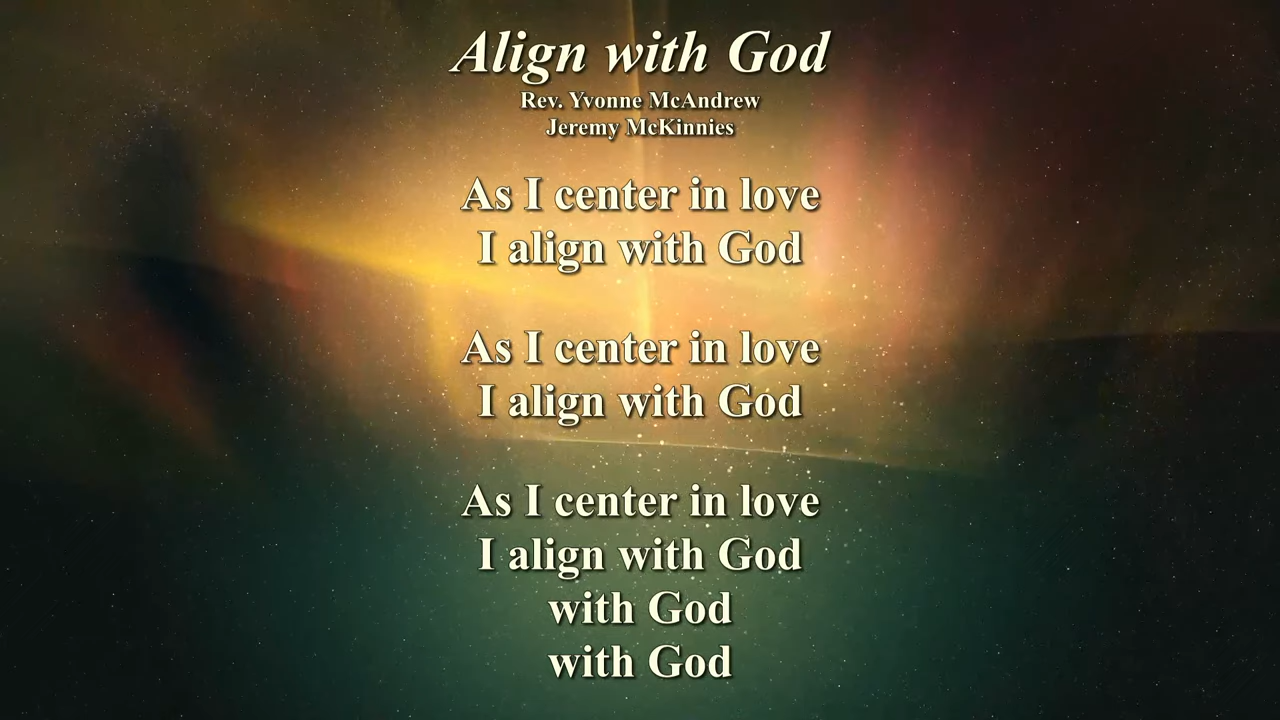 Align with God
Rev. Yvonne McAndrew
Jeremy McKinnies
As I center in love
I align with God
As I center in love
I align with God
As I center in love
I align with God
with God
with God